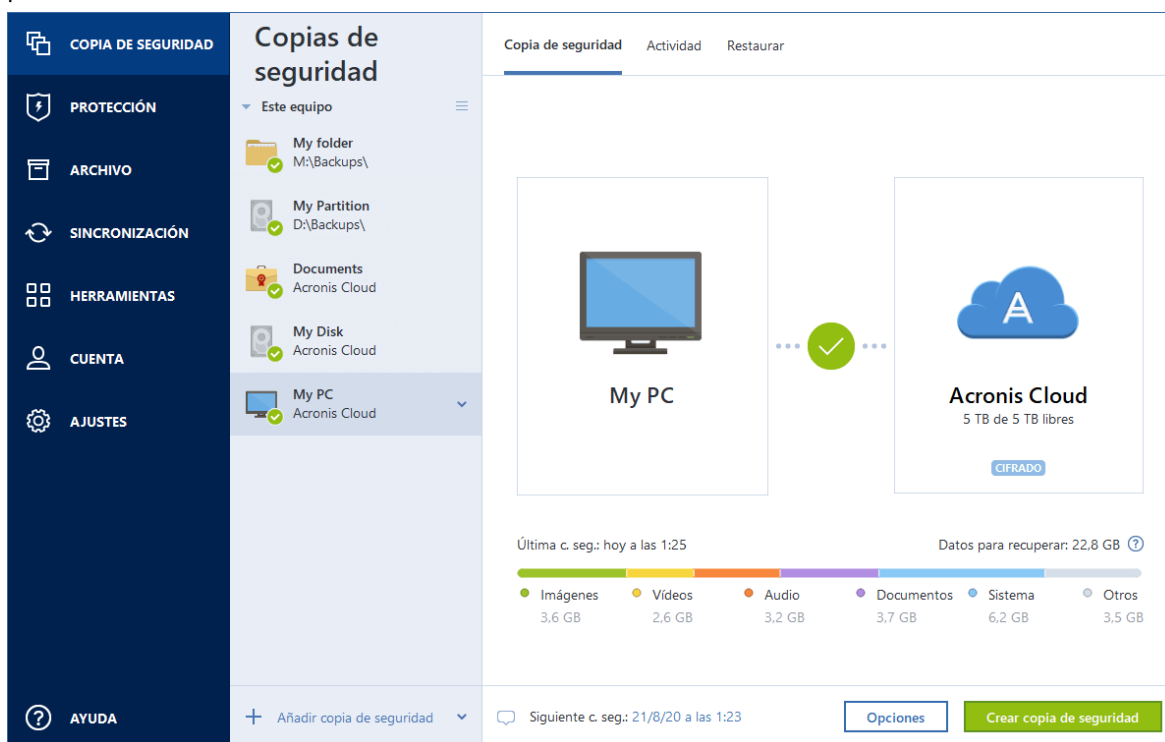 COPIA DE SEGURIDAD
PROTECCIÓN
ARCHIVO
SINCRONIZACIÓN
HERRAMIENTAS
CUENTA
AJUSTES
AYUDA
Copias de
seguridad
Este equipo
My folder
M:\Backups\
My Partition
D:\Backups\
Documents
Acronis Cloud
My Disk
Acronis Cloud
My PC
Acronis Cloud
Añadir copia de seguridad
Copia de seguridad Actividad Restaurar
My PC
A
Acronis Cloud
5 TB de 5 TB libres
CIFRADO
Última c. seg.: hoy a las 1:25 Datos para recuperar: 22,8 GB ?
Imágenes Vídeos Audio Documentos Sistema Otros
3,6 GB 2,6 GB 3,2 GB 3,7 GB 6,2 GB 3,5 GB
Siguiente c. seg.: 21/8/20 a las 1:23 Opciones Crear copia de seguridad